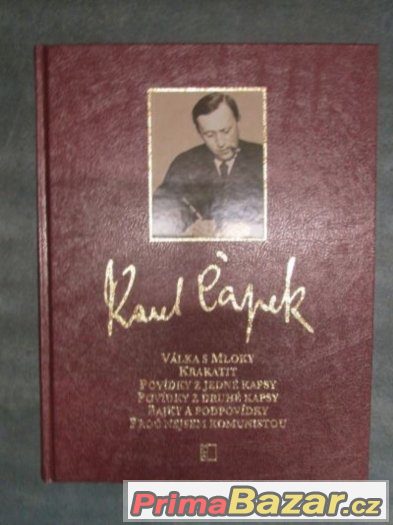 Karel Čapek
VÁLKA S MLOKY
KRAKATIT
POVÍDKY Z JEDNÉ KAPSY
POVÍDKY Z DRUHÉ KAPSY
BAJKY A PODPOVÍDKY
PROČ NEJSEM KOMUNISTOU
PrimaBazar.cz